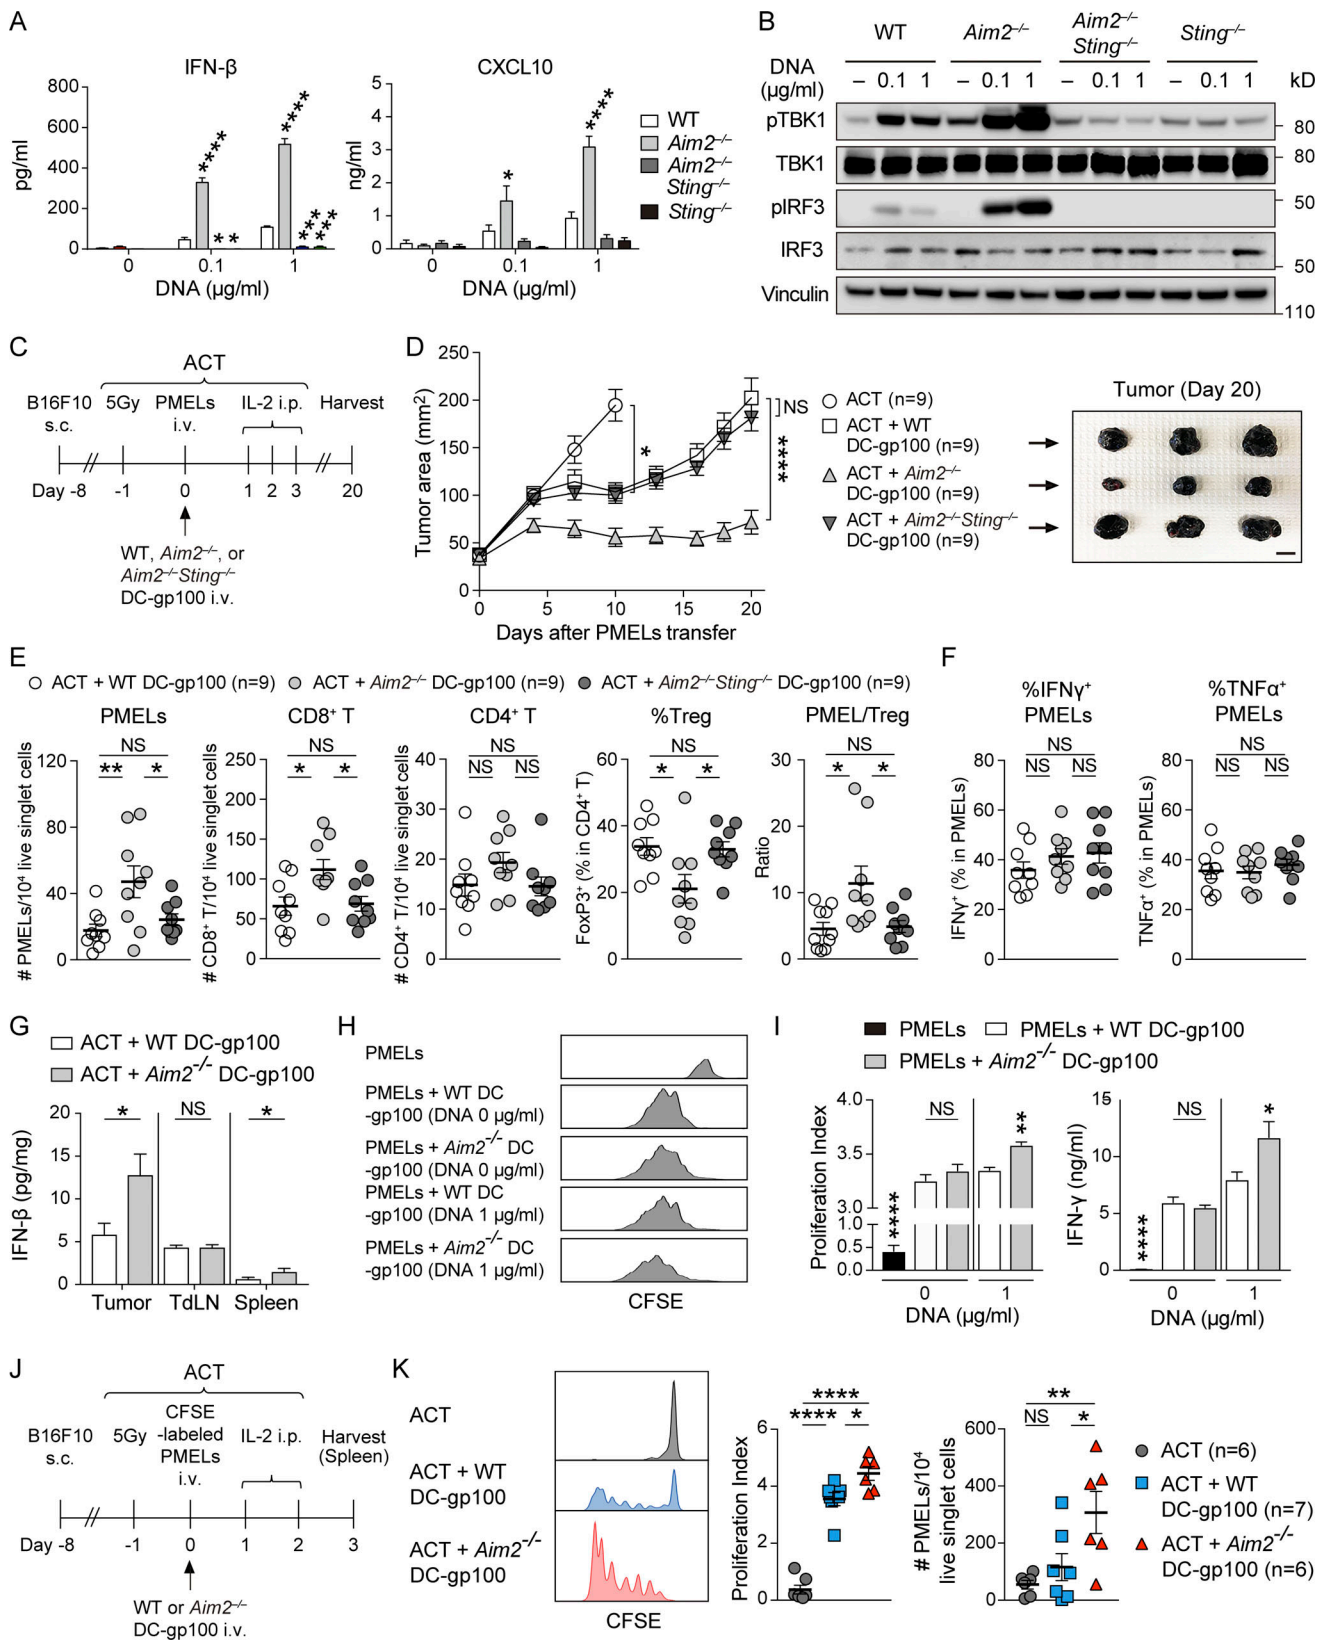 A
IFN-β
CXCL10
800
600
400
200
0
pg/ml
****
****
* *
***
***
0 0.1 1
DNA (µg/ml)
5
4
3
2
1
0
ng/ml
*
****
0 0.1 1
DNA (µg/ml)
WT
Aim2–/–
Aim2–/–
Sting–/–
Sting–/–
B
WT Aim2–/– Aim2–/– Sting–/– Sting–/–
DNA (µg/ml) – 0.1 1 – 0.1 1 – 0.1 1 – 0.1 1 kD
pTBK1 80
TBK1 80
pIRF3 50
IRF3 50
Vinculin 110
C
ACT
B16F10 s.c. 5Gy PMELs i.v. IL-2 i.p. Harvest
Day -8 -1 0 1 2 3 20
WT, Aim2–/–, or
Aim2–/–Sting–/–
DC-gp100 i.v.
D
250
200
150
100
50
0
Tumor area (mm2)
* NS ****
0 5 10 15 20
Days after PMELs transfer
ACT (n=9)
ACT + WT
DC-gp100 (n=9)
ACT + Aim2–/–
DC-gp100 (n=9)
ACT + Aim2–/–Sting–/–
DC-gp100 (n=9)
Tumor (Day 20)
E
ACT + WT DC-gp100 (n=9) ACT + Aim2–/– DC-gp100 (n=9) ACT + Aim2–/–Sting–/– DC-gp100 (n=9)
PMELs
NS
** *
120
80
40
0
# PMELs/10⁴ live singlet cells
CD8+ T
NS
* *
250
200
150
100
50
0
# CD8+ T/10⁴ live singlet cells
CD4+ T
NS
NS NS
40
30
20
10
0
# CD4+ T/10⁴ live singlet cells
%Treg
NS
* *
60
40
20
0
FoxP3+ (% in CD4+ T)
PMEL/Treg
NS
* *
30
20
10
0
Ratio
F
%IFNγ+
PMELs
NS
NS NS
80
60
40
20
0
IFNγ+ (% in PMELs)
%TNFα+
PMELs
NS
NS NS
80
60
40
20
0
TNFα+ (% in PMELs)
G
ACT + WT DC-gp100
ACT + Aim2-/- DC-gp100
20
15
10
5
0
IFN-β (pg/mg)
* NS *
Tumor TdLN Spleen
H
PMELs
PMELs + WT DC
-gp100 (DNA 0 µg/ml)
PMELs + Aim2-/- DC
-gp100 (DNA 0 µg/ml)
PMELs + WT DC
-gp100 (DNA 1 µg/ml)
PMELs + Aim2-/- DC
-gp100 (DNA 1 µg/ml)
CFSE
I
PMELs PMELs + WT DC-gp100
PMELs + Aim2-/- DC-gp100
4.0
3.5
3.0
1.0
0.5
0.0
Proliferation Index
****
NS
**
0 1
DNA (µg/ml)
15
10
5
0
IFN-γ (ng/ml)
****
NS
*
0 1
DNA (µg/ml)
J
ACT
B16F10 s.c. 5Gy CFSE -labeled PMELs i.v. IL-2 i.p. Harvest (Spleen)
Day -8 -1 0 1 2 3
WT or Aim2–/–
DC-gp100 i.v.
K
ACT
ACT + WT
DC-gp100
ACT + Aim2-/-
DC-gp100
CFSE
****
**** *
6
4
2
0
Proliferation Index
**
NS *
600
400
200
0
# PMELs/10⁴
live singlet cells
ACT (n=6)
ACT + WT
DC-gp100 (n=7)
ACT + Aim2-/-
DC-gp100 (n=6)